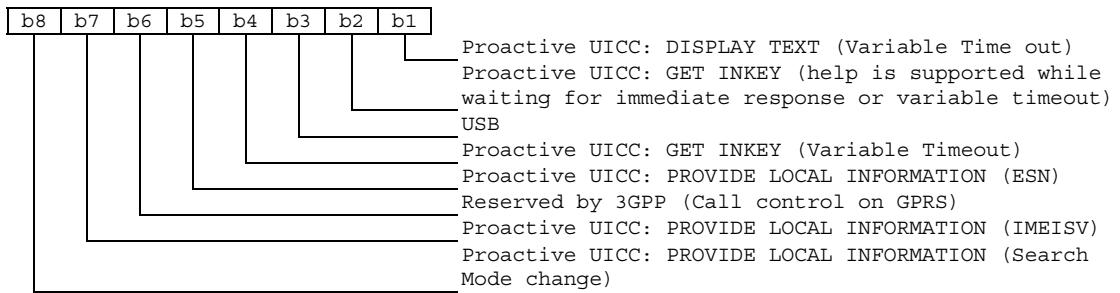 b8 b7 b6 b5 b4 b3 b2 b1
Proactive UICC: DISPLAY TEXT (Variable Time out)
Proactive UICC: GET INKEY (help is supported while
waiting for immediate response or variable timeout)
USB
Proactive UICC: GET INKEY (Variable Timeout)
Proactive UICC: PROVIDE LOCAL INFORMATION (ESN)
Reserved by 3GPP (Call control on GPRS)
Proactive UICC: PROVIDE LOCAL INFORMATION (IMEISV)
Proactive UICC: PROVIDE LOCAL INFORMATION (Search
Mode change)